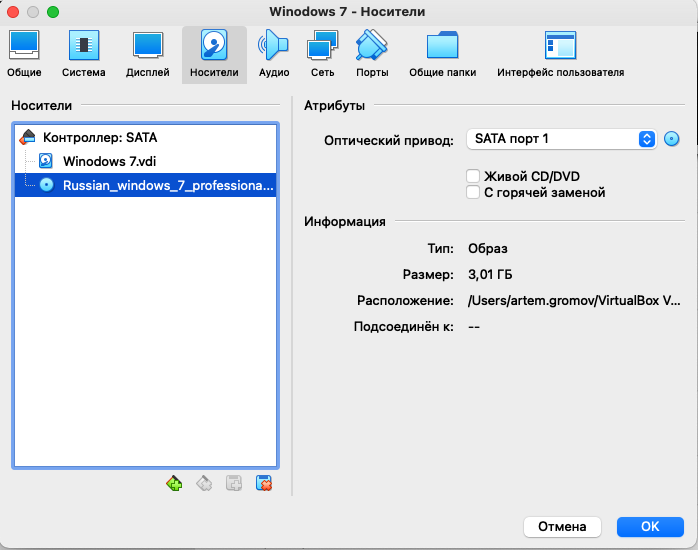 Winodows 7 - Носители
Общие Система Дисплей Носители Аудио Сеть Порты Общие папки Интерфейс пользователя
Носители
Контроллер: SATA
Winodows 7.vdi
Russian_windows_7_professiona...
Атрибуты
Оптический привод: SATA порт 1
Живой CD/DVD
С горячей заменой
Информация
Тип: Образ
Размер: 3,01 ГБ
Расположение: /Users/artem.gromov/VirtualBox V...
Подсоединён к: --
Отмена OK